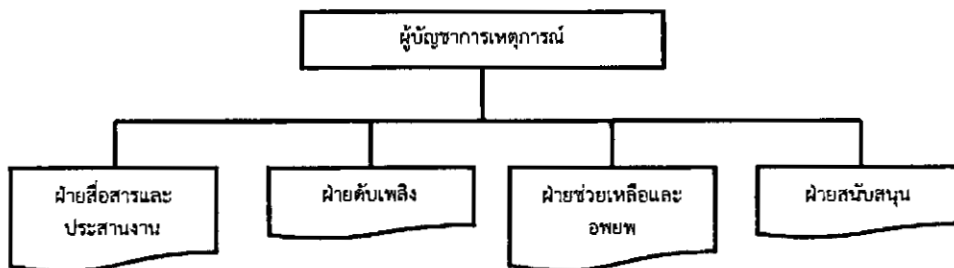 ผู้บัญชาการเหตุการณ์
ฝ่ายสื่อสารและ
ประสานงาน
ฝ่ายดับเพลิง
ฝ่ายช่วยเหลือและ
อพยพ
ฝ่ายสนับสนุน